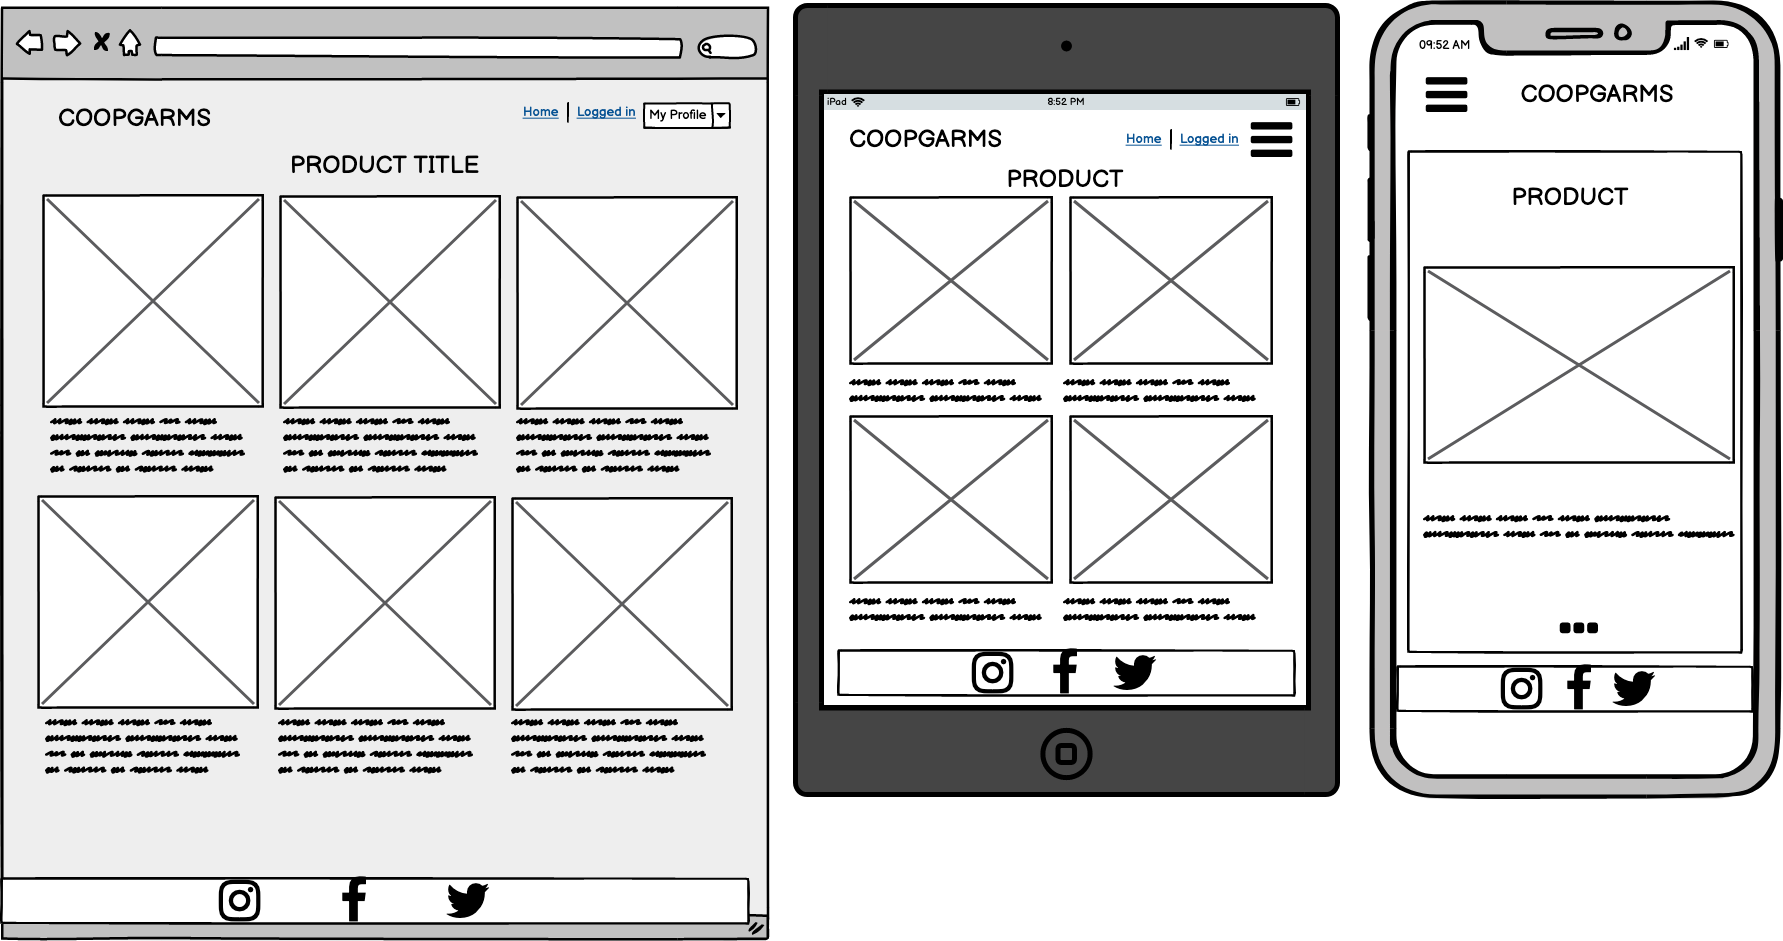 COOPGARMS
Home | Logged in My Profile
PRODUCT TITLE
iPad 8:52 PM
COOPGARMS
Home | Logged in
PRODUCT
09:52 AM
COOPGARMS
PRODUCT